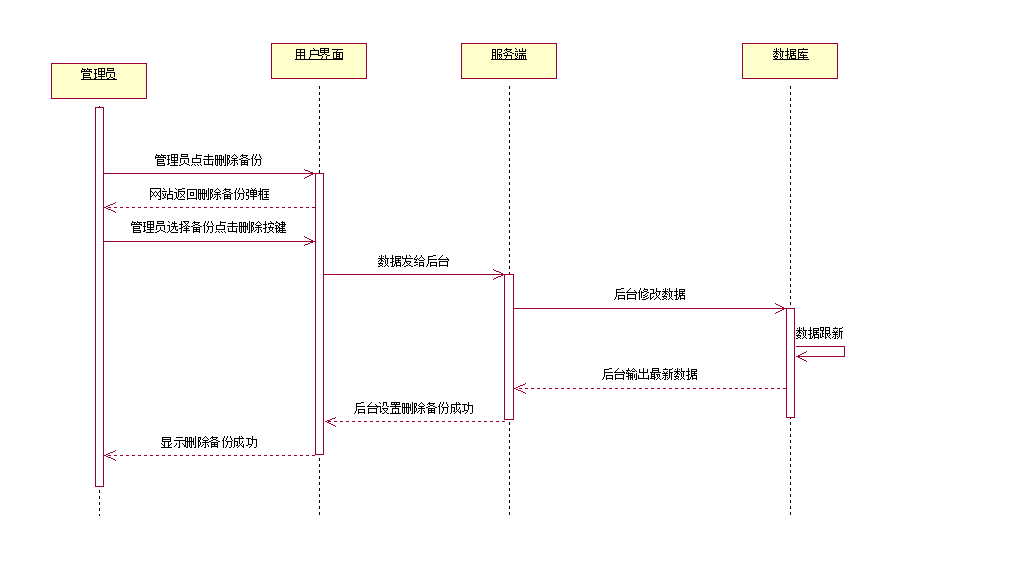 用户界面
服务端
数据库
管理员
管理员点击删除备份
网站返回删除备份弹框
管理员选择备份点击删除按键
数据发给后台
后台修改数据
数据跟新
后台输出最新数据
后台设置删除备份成功
显示删除备份成功